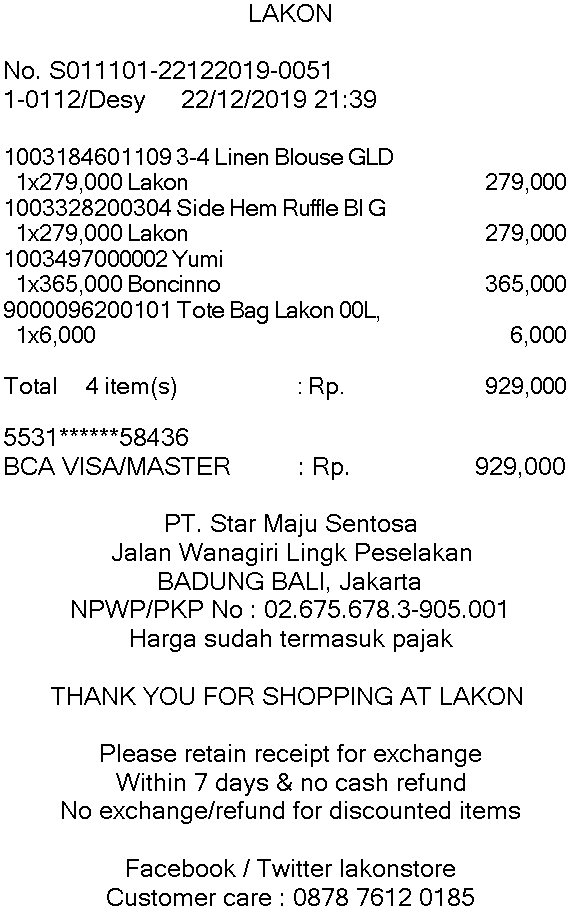 LAKON
No. S011101-22122019-0051
1-0112/Desy 22/12/2019 21:39
1003184601109 3-4 Linen Blouse GLD
1x279,000 Lakon 279,000
1003328200304 Side Hem Ruffle Bl G
1x279,000 Lakon 279,000
1003497000002 Yumi
1x365,000 Boncinno 365,000
9000096200101 Tote Bag Lakon 00L,
1x6,000 6,000
Total 4 item(s) : Rp. 929,000
5531******58436
BCA VISA/MASTER : Rp. 929,000
PT. Star Maju Sentosa
Jalan Wanagiri Lingk Peselakan
BADUNG BALI, Jakarta
NPWP/PKP No : 02.675.678.3-905.001
Harga sudah termasuk pajak
THANK YOU FOR SHOPPING AT LAKON
Please retain receipt for exchange
Within 7 days & no cash refund
No exchange/refund for discounted items
Facebook / Twitter lakonstore
Customer care : 0878 7612 0185